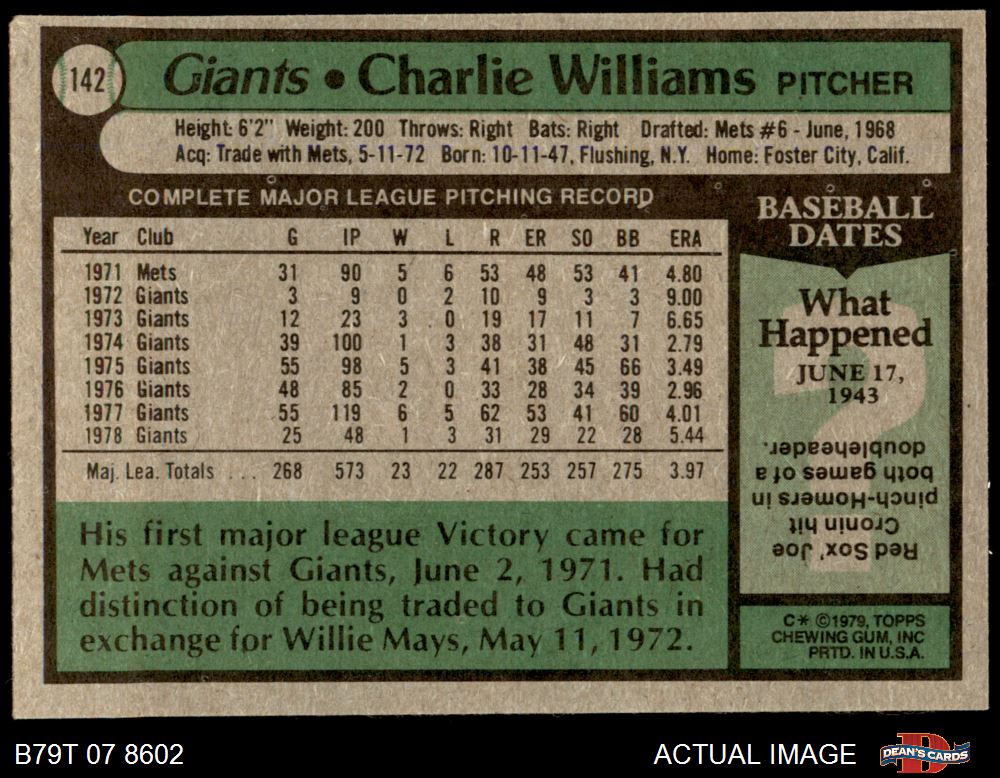 142
Giants • Charlie Williams PITCHER
Height: 6'2" Weight: 200 Throws: Right Bats: Right Drafted: Mets #6 - June, 1968
Acq: Trade with Mets, 5-11-72 Born: 10-11-47, Flushing, N.Y. Home: Foster City, Calif.
COMPLETE MAJOR LEAGUE PITCHING RECORD
Year Club G IP W L R ER SO BB ERA
1971 Mets 31 90 5 6 53 48 53 41 4.80
1972 Giants 3 9 0 2 10 9 3 3 9.00
1973 Giants 12 23 3 0 19 17 11 7 6.65
1974 Giants 39 100 1 3 38 31 48 31 2.79
1975 Giants 55 98 5 3 41 38 45 66 3.49
1976 Giants 48 85 2 0 33 28 34 39 2.96
1977 Giants 55 119 6 5 62 53 41 60 4.01
1978 Giants 25 48 1 3 31 29 22 28 5.44
Maj. Lea. Totals . . . 268 573 23 22 287 253 257 275 3.97
His first major league Victory came for
Mets against Giants, June 2, 1971. Had
distinction of being traded to Giants in
exchange for Willie Mays, May 11, 1972.
BASEBALL
DATES
What
Happened
JUNE 17,
1943
Red Sox' Joe
Cronin hit
pinch-Homers in
both games of a
doubleheader.
C* ©1979, TOPPS
CHEWING GUM, INC
PRTD. IN U.S.A.
B79T 07 8602
ACTUAL IMAGE
D
DEAN'S CARDS